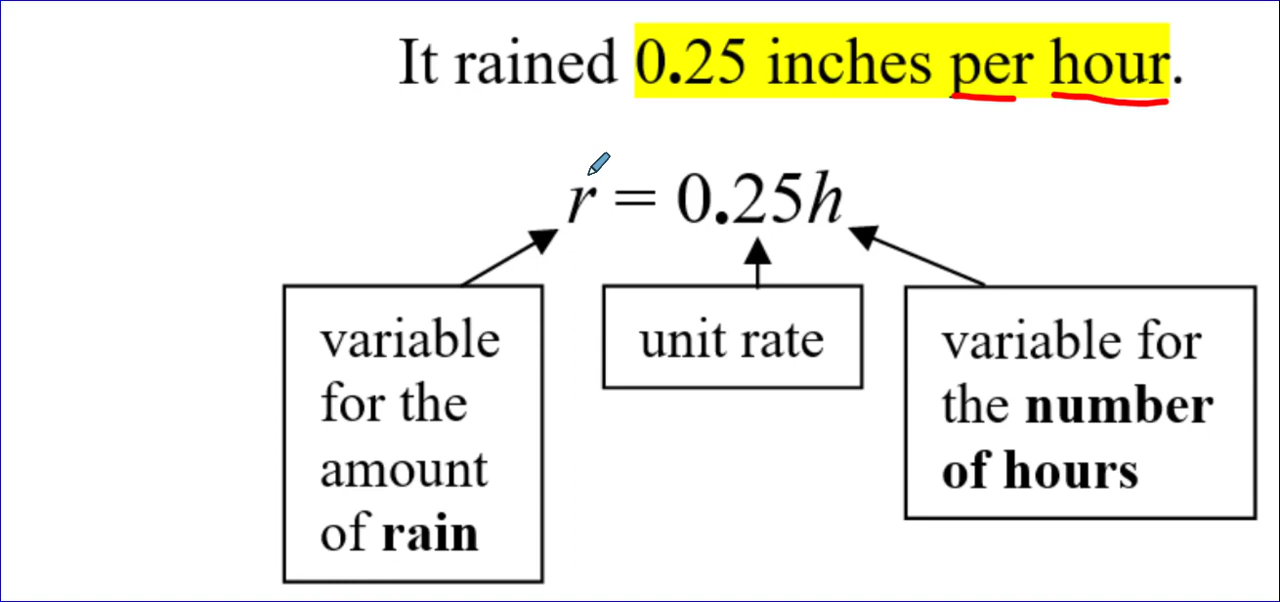 It rained 0.25 inches per hour.
r = 0.25h
variable
for the
amount
of rain
unit rate
variable for
the number
of hours